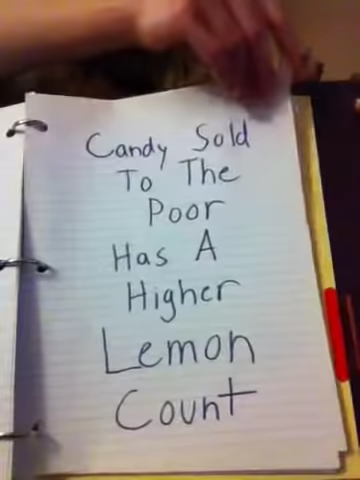 Candy Sold
To The
Poor
Has A
Higher
Lemon
Count